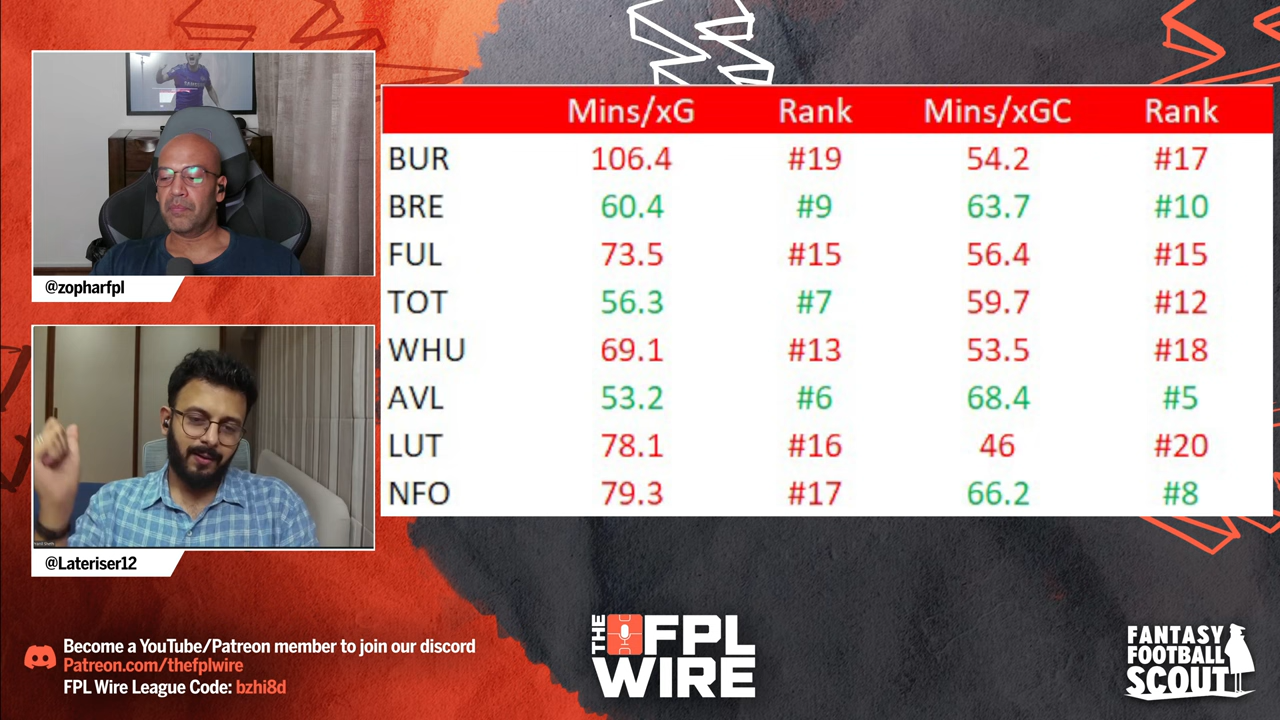 @zopharfpl
@Lateriser12
Mins/xG Rank Mins/xGC Rank
BUR 106.4 #19 54.2 #17
BRE 60.4 #9 63.7 #10
FUL 73.5 #15 56.4 #15
TOT 56.3 #7 59.7 #12
WHU 69.1 #13 53.5 #18
AVL 53.2 #6 68.4 #5
LUT 78.1 #16 46 #20
NFO 79.3 #17 66.2 #8
Become a YouTube/Patreon member to join our discord
Patreon.com/thefplwire
FPL Wire League Code: bzhi8d
THE FPL
WIRE
FANTASY
FOOTBALL
SCOUT